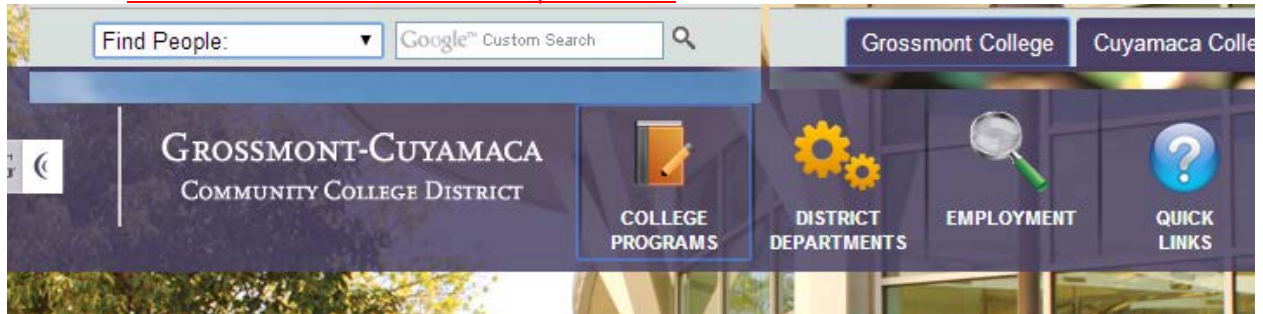 Find People:
Google™ Custom Search
Grossmont College
Cuyamaca Colle
GROSSMONT-CUYAMACA
COMMUNITY COLLEGE DISTRICT
COLLEGE
PROGRAMS
DISTRICT
DEPARTMENTS
EMPLOYMENT
QUICK
LINKS